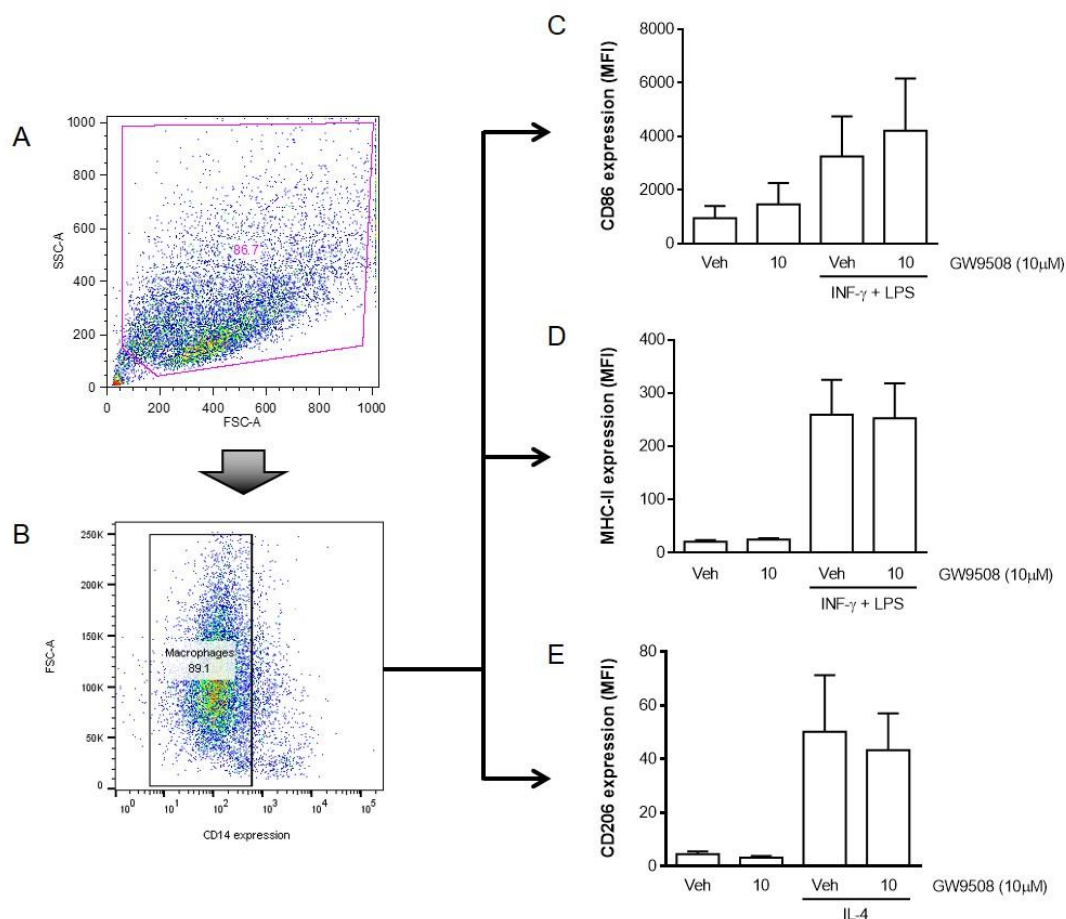 A
1000
800
600
400
200
0
SSC-A
86.7
0 200 400 600 800 1000
FSC-A
B
250K
200K
150K
100K
50K
0
FSC-A
Macrophages
89.1
10^0 10^1 10^2 10^3 10^4 10^5
CD14 expression
C
8000
6000
4000
2000
0
CD86 expression (MFI)
Veh 10 Veh 10 GW9508 (10µM)
INF-γ + LPS
D
400
300
200
100
0
MHC-II expression (MFI)
Veh 10 Veh 10 GW9508 (10µM)
INF-γ + LPS
E
80
60
40
20
0
CD206 expression (MFI)
Veh 10 Veh 10 GW9508 (10µM)
IL-4